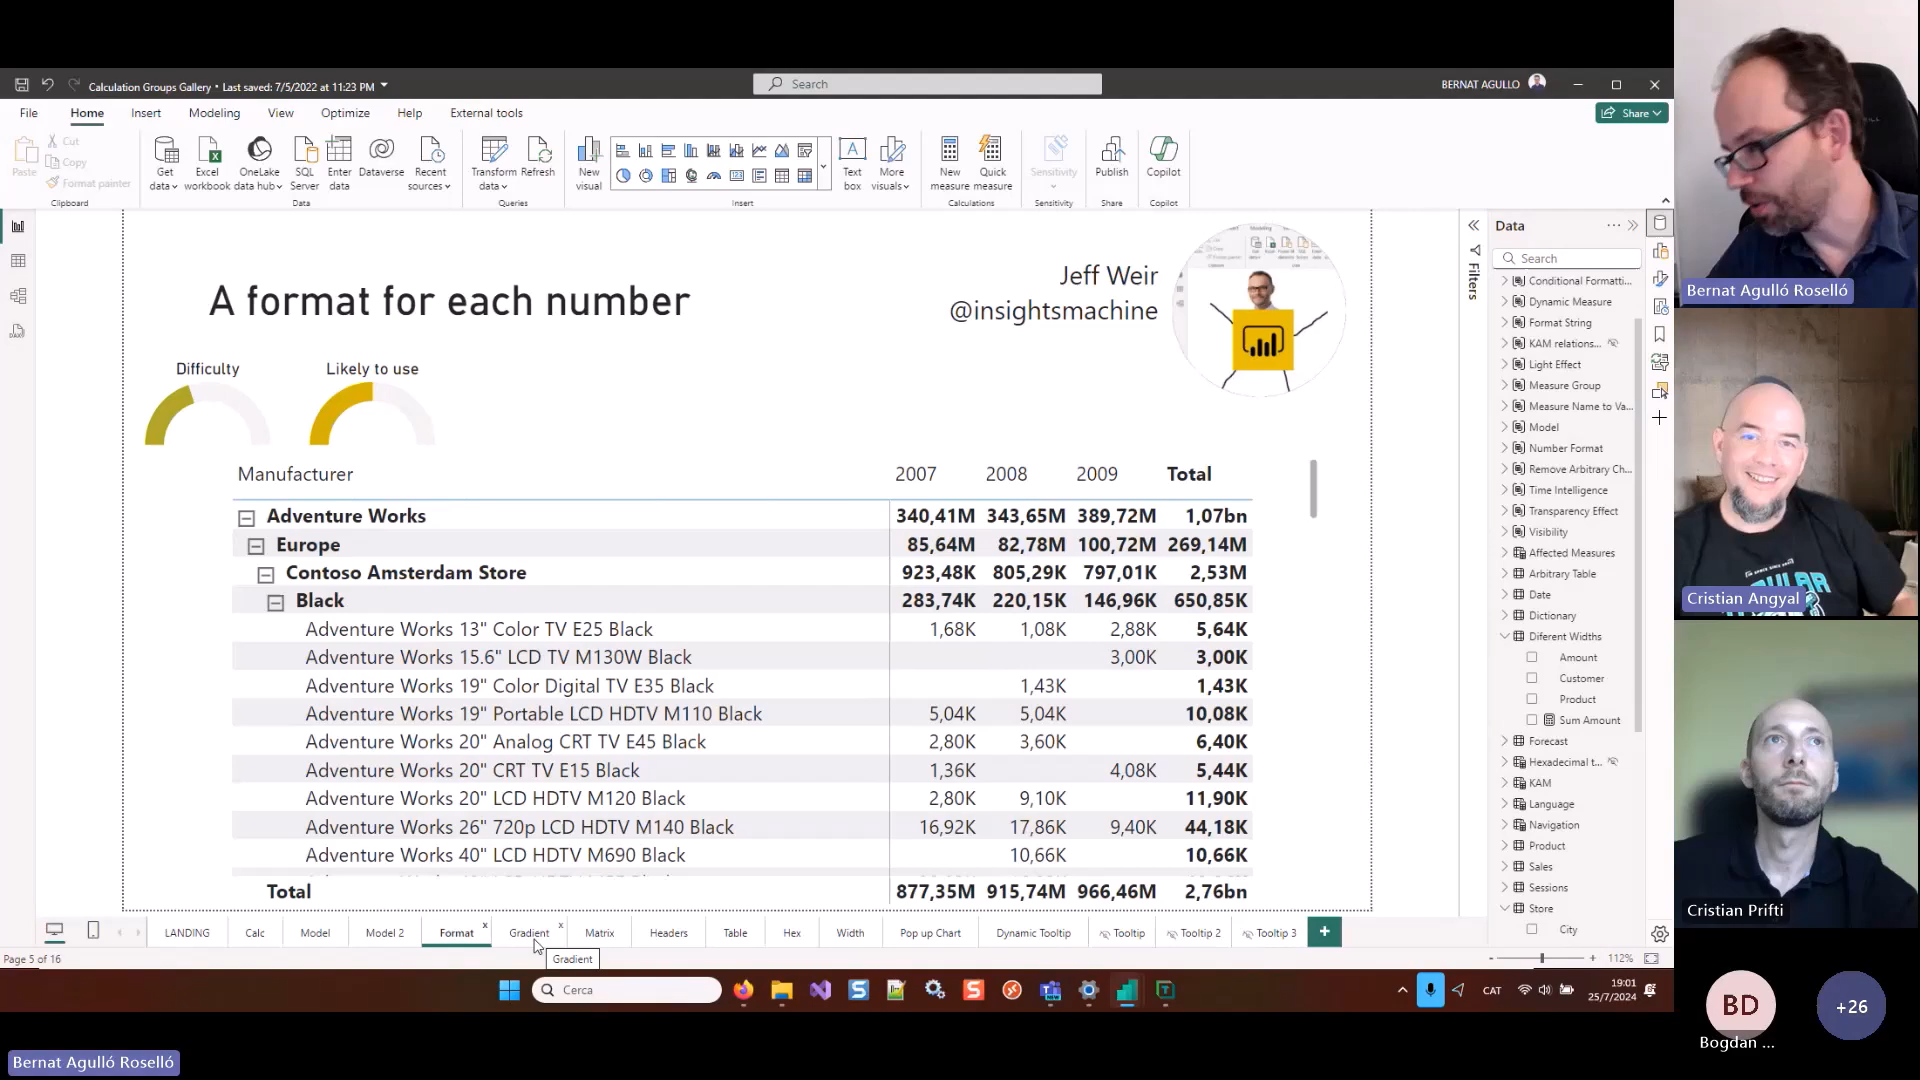 Calculation Groups Gallery • Last saved: 7/5/2022 at 11:23 PM
Search
BERNAT AGULLO
File Home Insert Modeling View Optimize Help External tools
Share
Paste
Cut
Copy
Format painter
Get data
Excel workbook
OneLake data hub
SQL Server
Enter data
Dataverse
Recent sources
Transform data
Refresh
New visual
Text box
More visuals
New measure
Quick measure
Sensitivity
Publish
Copilot
Clipboard Data Queries Insert Calculations Sensitivity Share Copilot
A format for each number
Jeff Weir
@insightsmachine
Difficulty
Likely to use
Manufacturer 2007 2008 2009 Total
Adventure Works 340,41M 343,65M 389,72M 1,07bn
Europe 85,64M 82,78M 100,72M 269,14M
Contoso Amsterdam Store 923,48K 805,29K 797,01K 2,53M
Black 283,74K 220,15K 146,96K 650,85K
Adventure Works 13" Color TV E25 Black 1,68K 1,08K 2,88K 5,64K
Adventure Works 15.6" LCD TV M130W Black 3,00K 3,00K
Adventure Works 19" Color Digital TV E35 Black 1,43K 1,43K
Adventure Works 19" Portable LCD HDTV M110 Black 5,04K 5,04K 10,08K
Adventure Works 20" Analog CRT TV E45 Black 2,80K 3,60K 6,40K
Adventure Works 20" CRT TV E15 Black 1,36K 4,08K 5,44K
Adventure Works 20" LCD HDTV M120 Black 2,80K 9,10K 11,90K
Adventure Works 26" 720p LCD HDTV M140 Black 16,92K 17,86K 9,40K 44,18K
Adventure Works 40" LCD HDTV M690 Black 10,66K 10,66K
Total 877,35M 915,74M 966,46M 2,76bn
Filters
Data
Search
Conditional Formatti...
Dynamic Measure
Format String
KAM relations...
Light Effect
Measure Group
Measure Name to Va...
Model
Number Format
Remove Arbitrary Ch...
Time Intelligence
Transparency Effect
Visibility
Affected Measures
Arbitrary Table
Date
Dictionary
Diferent Widths
Amount
Customer
Product
Sum Amount
Forecast
Hexadecimal t...
KAM
Language
Navigation
Product
Sales
Sessions
Store
City
LANDING Calc Model Model 2 Format Gradient Matrix Headers Table Hex Width Pop up Chart Dynamic Tooltip Tooltip Tooltip 2 Tooltip 3
Page 5 of 16
Gradient
112%
Cerca
CAT
19:01
25/7/2024
Bernat Agulló Roselló
Cristian Angyal
Cristian Prifti
BD
Bogdan ...
+26
Bernat Agulló Roselló